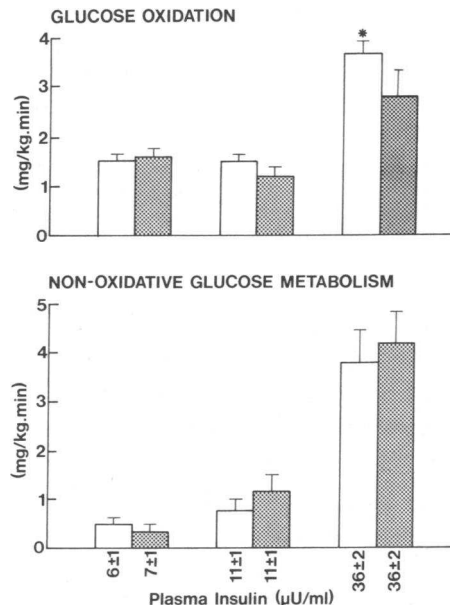 GLUCOSE OXIDATION
4
*
3
(mg/kg.min)
2
1
0
NON-OXIDATIVE GLUCOSE METABOLISM
5
4
(mg/kg.min)
3
2
1
0
6±1 7±1 11±1 11±1 36±2 36±2
Plasma Insulin (µU/ml)